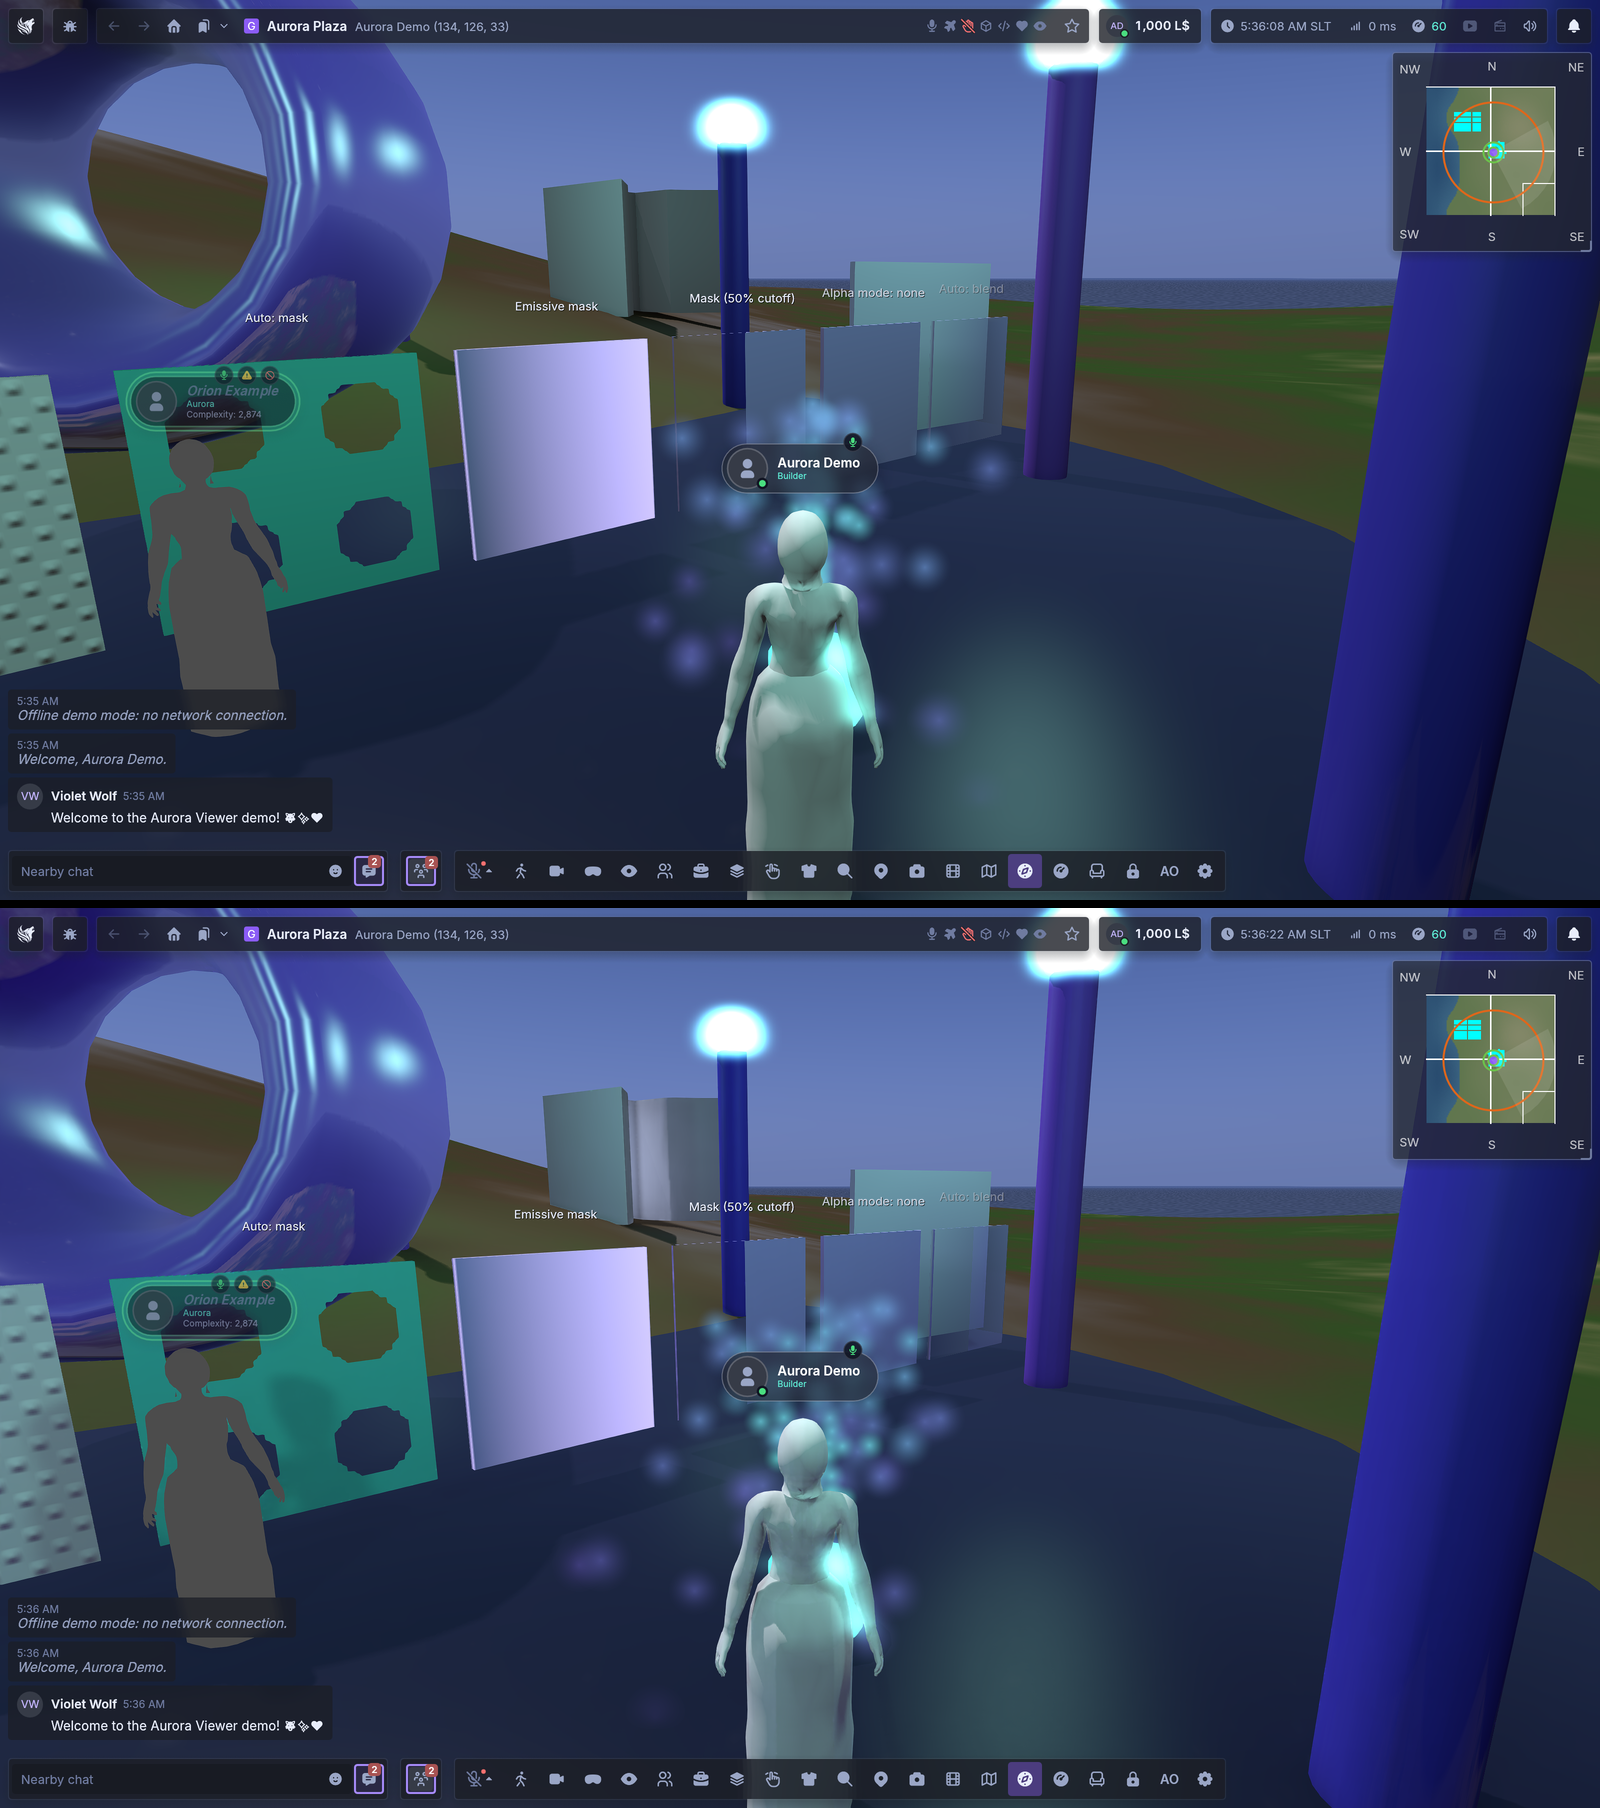 G Aurora Plaza Aurora Demo (134, 126, 33)
AD 1,000 L$
5:36:08 AM SLT 0 ms 60
NW N NE
W E
SW S SE
Emissive mask
Mask (50% cutoff)
Alpha mode: none
Auto: blend
Auto: mask
Orion Example
Aurora
Complexity: 2,874
Aurora Demo
Builder
5:35 AM
Offline demo mode: no network connection.
5:35 AM
Welcome, Aurora Demo.
VW Violet Wolf 5:35 AM
Welcome to the Aurora Viewer demo!
Nearby chat 2 2 AO
G Aurora Plaza Aurora Demo (134, 126, 33)
AD 1,000 L$
5:36:22 AM SLT 0 ms 60
NW N NE
W E
SW S SE
Emissive mask
Mask (50% cutoff)
Alpha mode: none
Auto: blend
Auto: mask
Orion Example
Aurora
Complexity: 2,874
Aurora Demo
Builder
5:36 AM
Offline demo mode: no network connection.
5:36 AM
Welcome, Aurora Demo.
VW Violet Wolf 5:36 AM
Welcome to the Aurora Viewer demo!
Nearby chat 2 2 AO